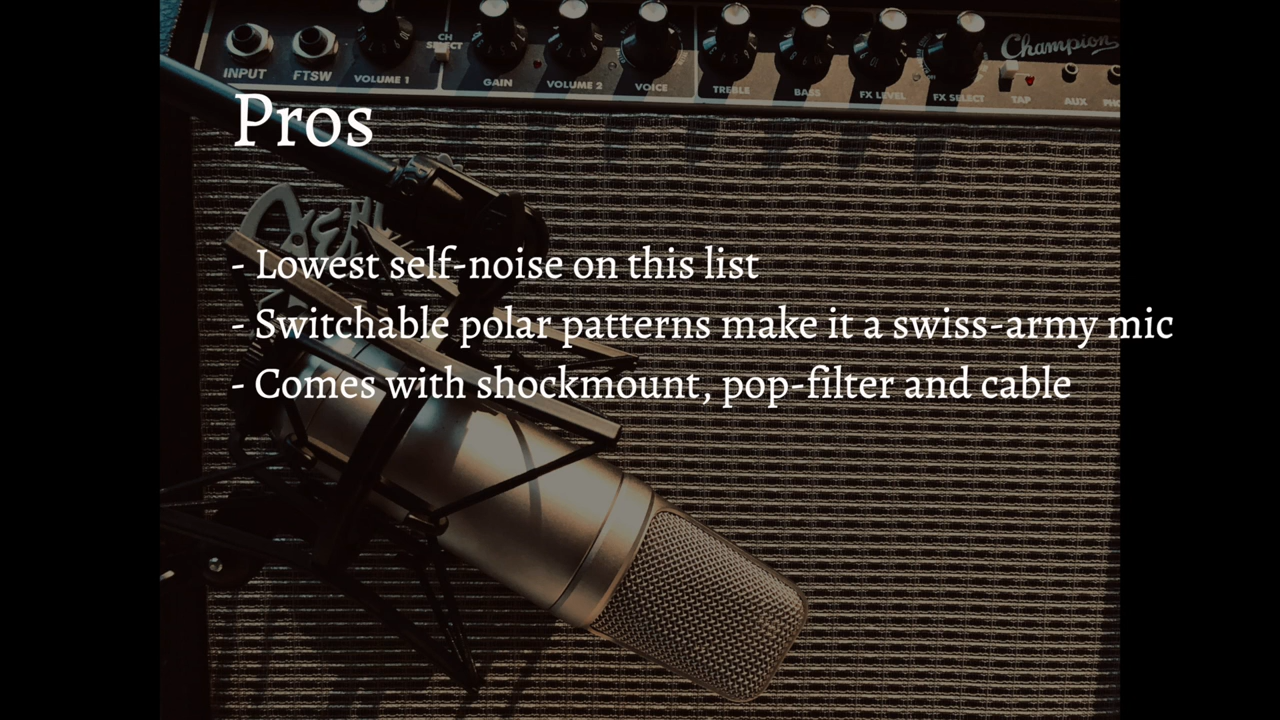 INPUT FTSW VOLUME 1 CH SELECT GAIN VOLUME 2 VOICE TREBLE BASS FX LEVEL FX SELECT TAP AUX
Champion
Pros
- Lowest self-noise on this list
- Switchable polar patterns make it a swiss-army mic
- Comes with shockmount, pop-filter and cable